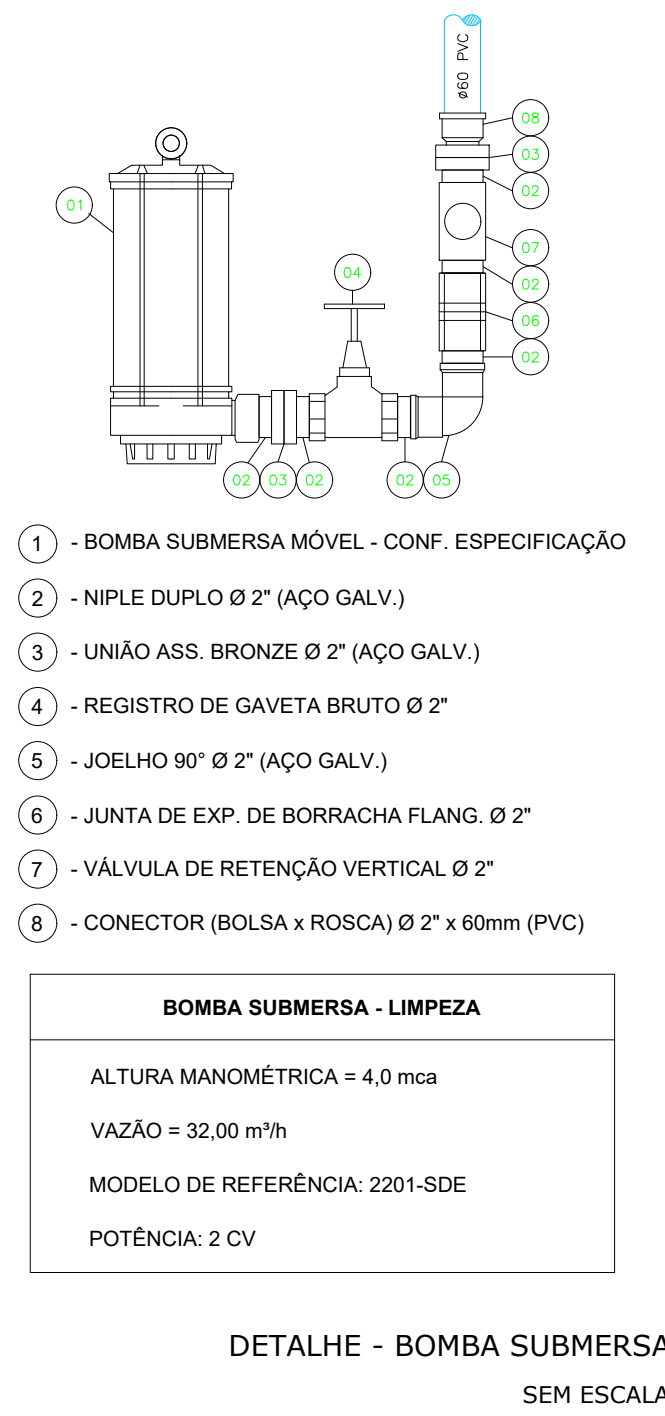 ø60 PVC
08
03
02
01
07
04
02
06
02
02
03
02
02
05
1 - BOMBA SUBMERSA MÓVEL - CONF. ESPECIFICAÇÃO
2 - NIPLE DUPLO Ø 2" (AÇO GALV.)
3 - UNIÃO ASS. BRONZE Ø 2" (AÇO GALV.)
4 - REGISTRO DE GAVETA BRUTO Ø 2"
5 - JOELHO 90° Ø 2" (AÇO GALV.)
6 - JUNTA DE EXP. DE BORRACHA FLANG. Ø 2"
7 - VÁLVULA DE RETENÇÃO VERTICAL Ø 2"
8 - CONECTOR (BOLSA x ROSCA) Ø 2" x 60mm (PVC)
BOMBA SUBMERSA - LIMPEZA
ALTURA MANOMÉTRICA = 4,0 mca
VAZÃO = 32,00 m³/h
MODELO DE REFERÊNCIA: 2201-SDE
POTÊNCIA: 2 CV
DETALHE - BOMBA SUBMERSA
SEM ESCALA